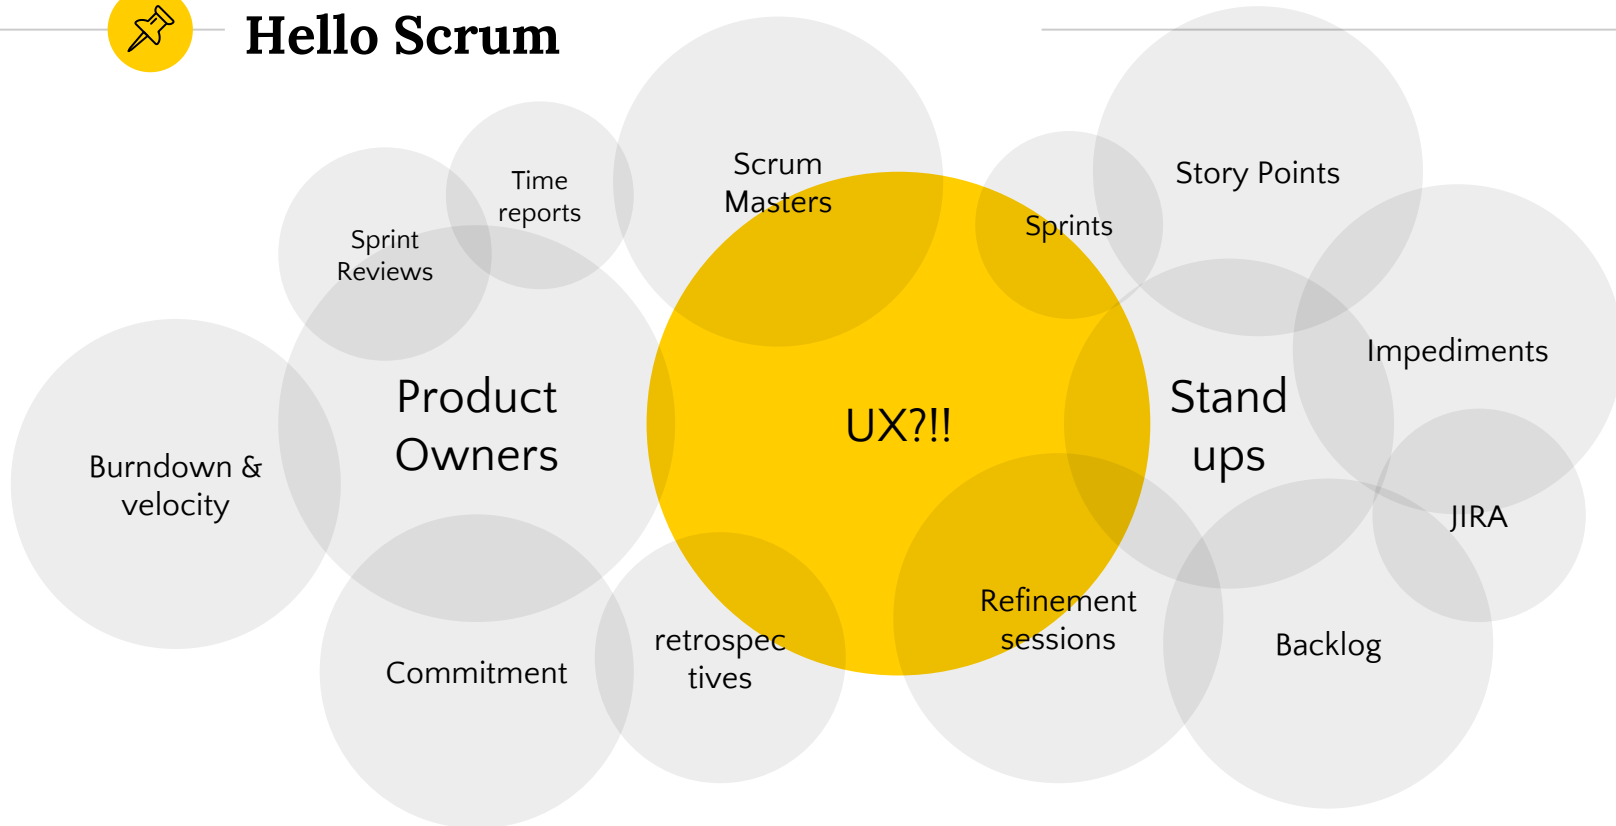 Hello Scrum
Scrum
Masters
Time
reports
Story Points
Sprints
Sprint
Reviews
Impediments
Product
Owners
UX?!!
Stand
ups
Burndown &
velocity
JIRA
Refinement
sessions
retrospec
tives
Backlog
Commitment